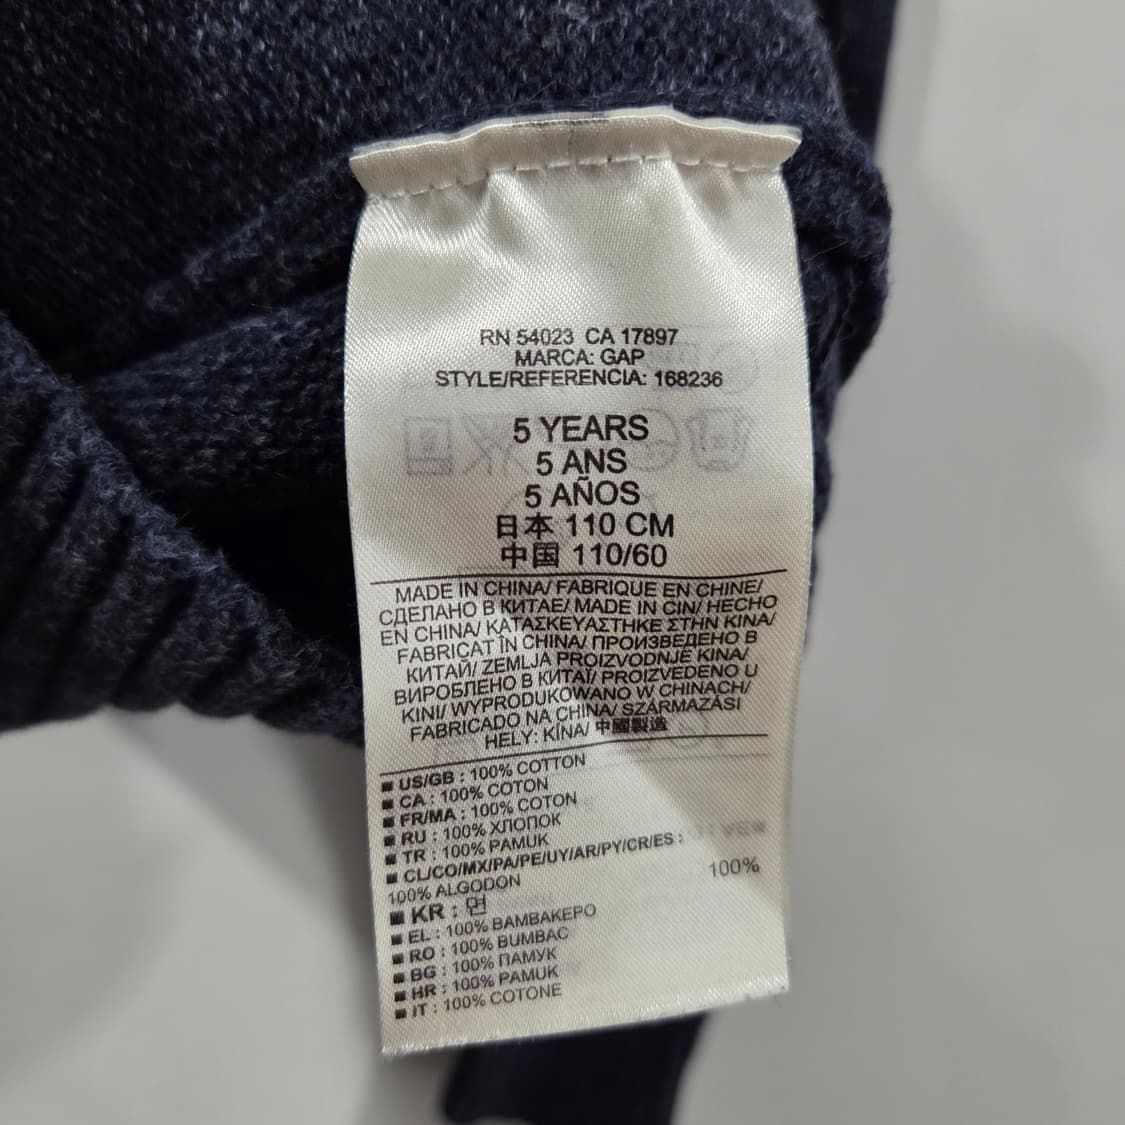 RN 54023 CA 17897
MARCA: GAP
STYLE/REFERENCIA: 168236
5 YEARS
5 ANS
5 AÑOS
日本 110 CM
中国 110/60
MADE IN CHINA/ FABRIQUE EN CHINE/
СДЕЛАНО В КИТАЕ/ MADE IN CIN/ HECHO
EN CHINA/ ΚΑΤΑΣΚΕΥΑΣΤΗΚΕ ΣΤΗΝ ΚΙΝΑ/
FABRICAT ÎN CHINA/ ПРОИЗВЕДЕНО В
КИТАЙ/ ZEMLJA PROIZVODNJE KINA/
ВИРОБЛЕНО В КИТАЇ/ PROIZVEDENO U
KINI/ WYPRODUKOWANO W CHINACH/
FABRICADO NA CHINA/ SZÁRMAZÁSI
HELY: KÍNA/ 中國製造
■ US/GB : 100% COTTON
■ CA : 100% COTON
■ FR/MA : 100% COTON
■ RU : 100% ХЛОПОК
■ TR : 100% PAMUK
■ CL/CO/MX/PA/PE/UY/AR/PY/CR/ES :
100% ALGODON
■ KR : 면 100%
■ EL : 100% ΒΑΜΒΑΚΕΡΟ
■ RO : 100% BUMBAC
■ BG : 100% ПАМУК
■ HR : 100% PAMUK
■ IT : 100% COTONE